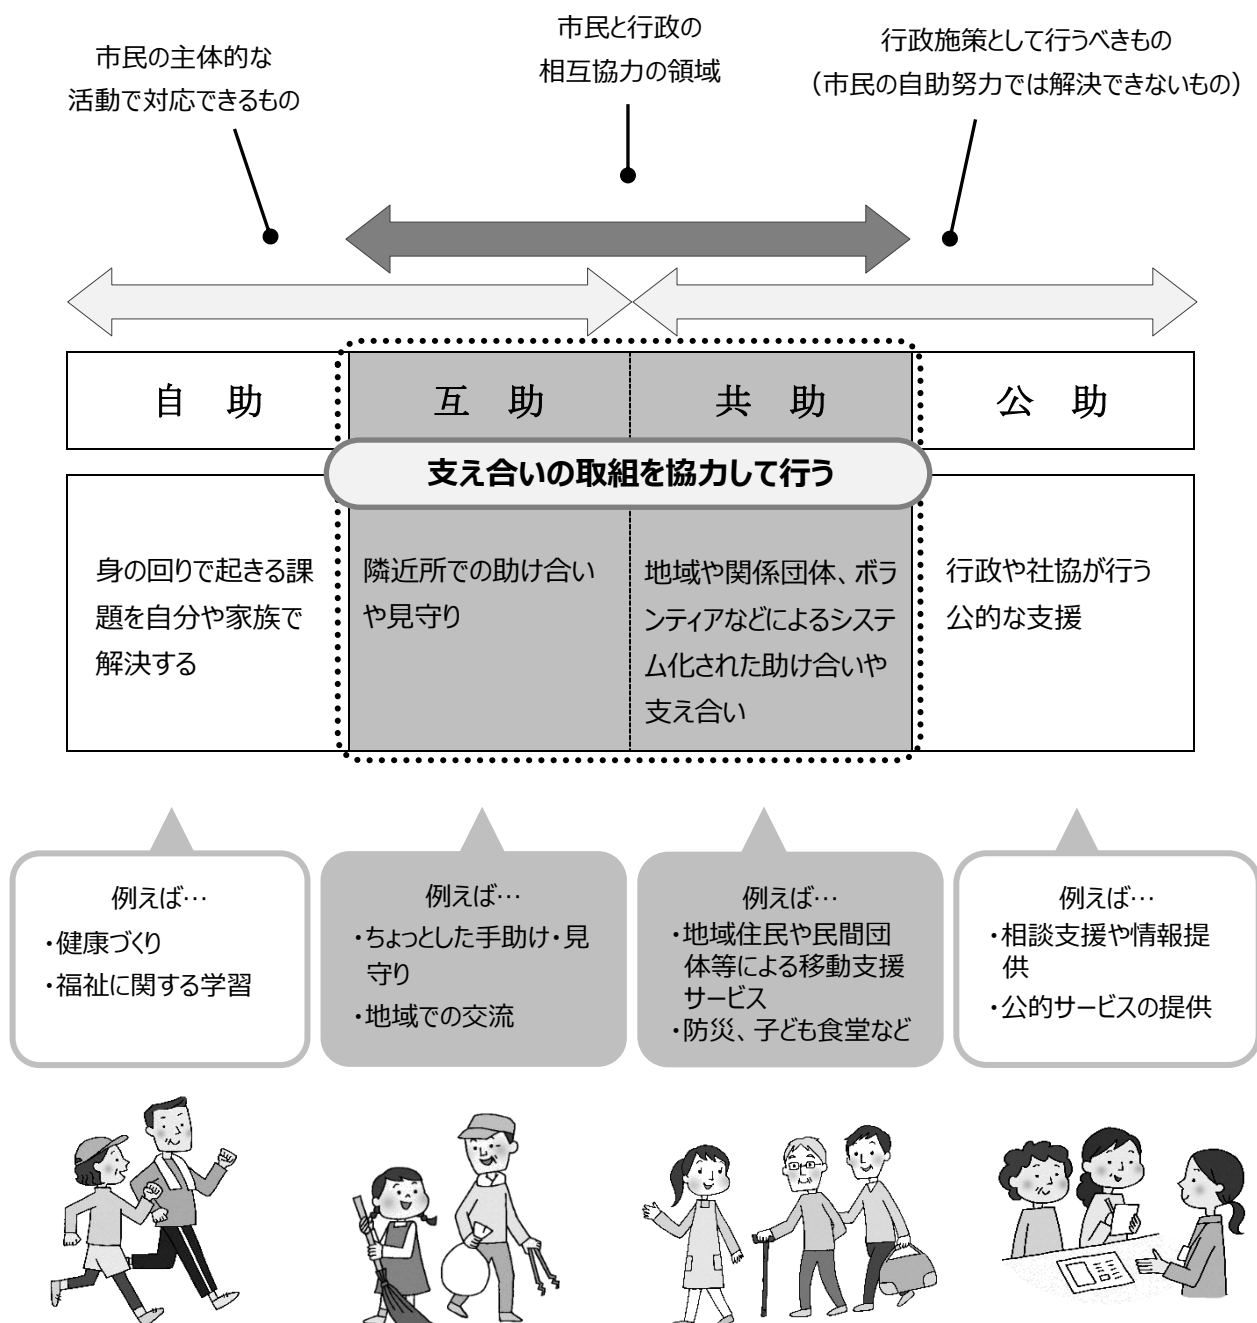 市民の主体的な
活動で対応できるもの
市民と行政の
相互協力の領域
行政施策として行うべきもの
（市民の自助努力では解決できないもの）
自 助
互 助
共 助
公 助
支え合いの取組を協力して行う
身の回りで起きる課
題を自分や家族で
解決する
隣近所での助け合い
や見守り
地域や関係団体、ボラ
ンティアなどによるシステ
ム化された助け合いや
支え合い
行政や社協が行う
公的な支援
例えば…
・健康づくり
・福祉に関する学習
例えば…
・ちょっとした手助け・見
守り
・地域での交流
例えば…
・地域住民や民間団
体等による移動支援
サービス
・防災、子ども食堂など
例えば…
・相談支援や情報提
供
・公的サービスの提供